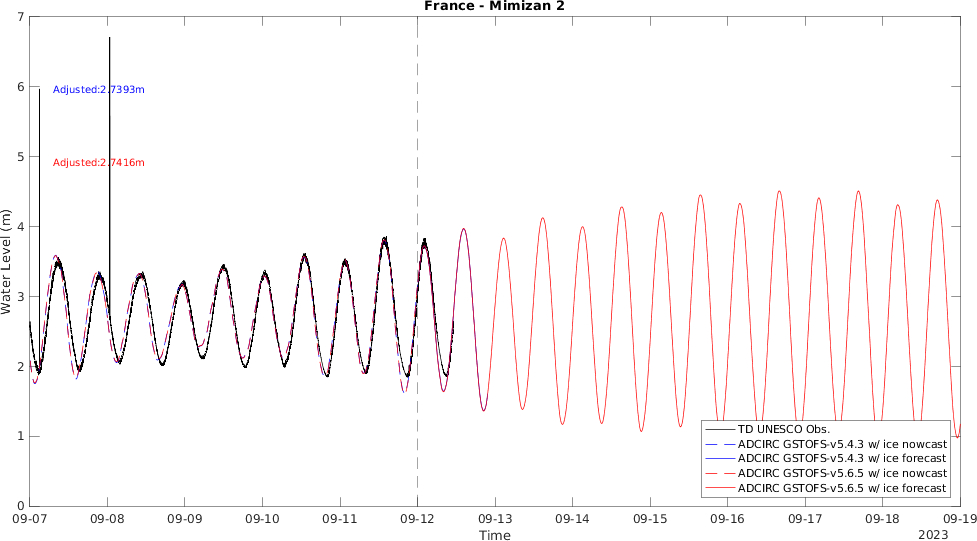 France - Mimizan 2
7
6
5
4
3
2
1
0
Water Level (m)
Adjusted:2.7393m
Adjusted:2.7416m
TD UNESCO Obs.
ADCIRC GSTOFS-v5.4.3 w/ ice nowcast
ADCIRC GSTOFS-v5.4.3 w/ ice forecast
ADCIRC GSTOFS-v5.6.5 w/ ice nowcast
ADCIRC GSTOFS-v5.6.5 w/ ice forecast
09-07 09-08 09-09 09-10 09-11 09-12 09-13 09-14 09-15 09-16 09-17 09-18 09-19
Time
2023